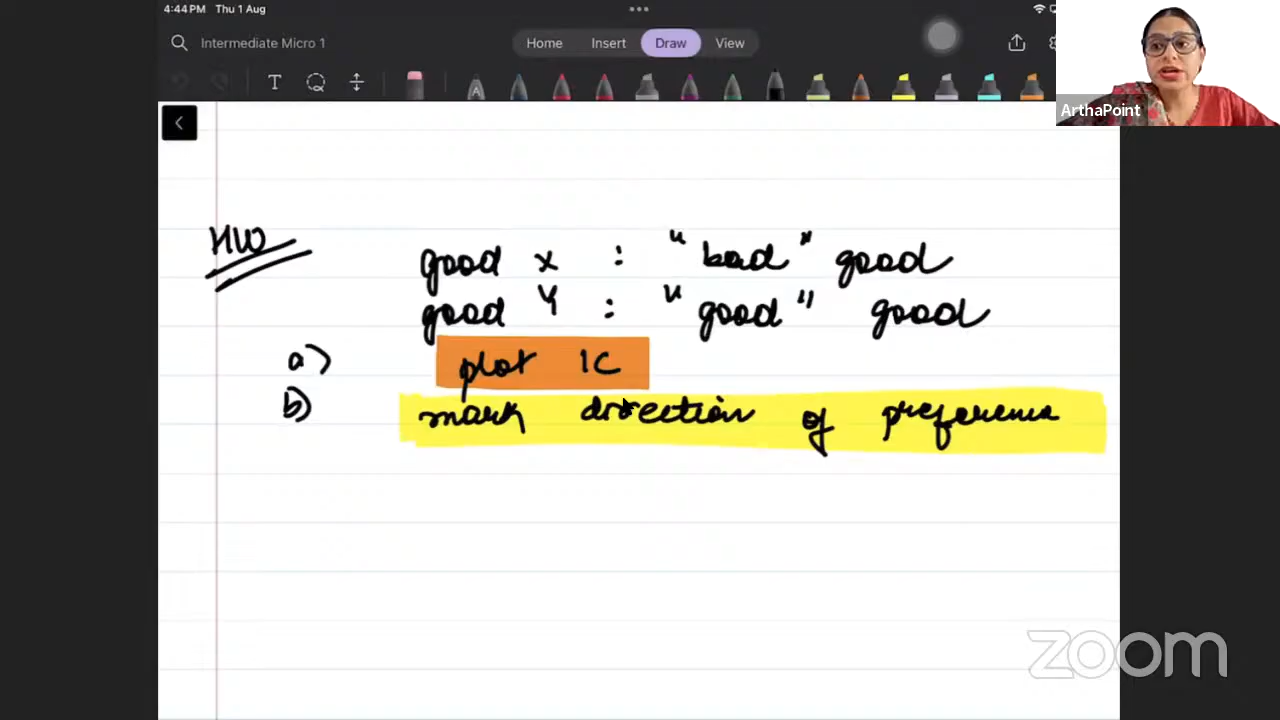 4:44 PM Thu 1 Aug
Intermediate Micro 1
Home Insert Draw View
ArthaPoint
HW
good x : "bad" good
good Y : "good" good
a) plot IC
b) mark direction of preference
zoom